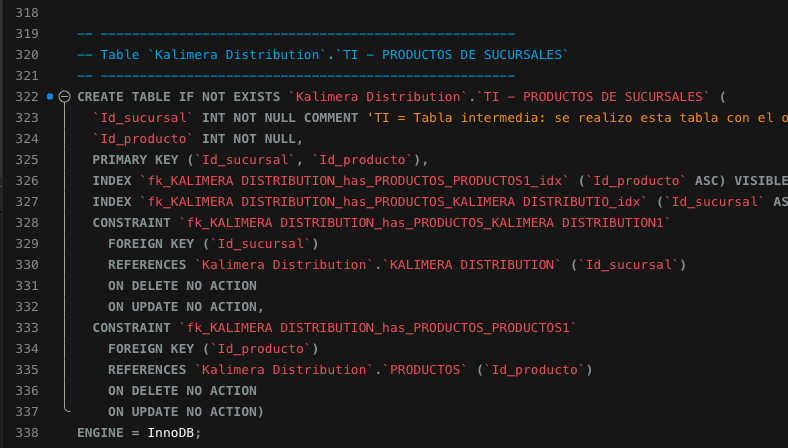 318
319 -- -----------------------------------------------------
320 -- Table `Kalimera Distribution`.`TI - PRODUCTOS DE SUCURSALES`
321 -- -----------------------------------------------------
322 CREATE TABLE IF NOT EXISTS `Kalimera Distribution`.`TI - PRODUCTOS DE SUCURSALES` (
323 `Id_sucursal` INT NOT NULL COMMENT 'TI = Tabla intermedia: se realizo esta tabla con el o
324 `Id_producto` INT NOT NULL,
325 PRIMARY KEY (`Id_sucursal`, `Id_producto`),
326 INDEX `fk_KALIMERA DISTRIBUTION_has_PRODUCTOS_PRODUCTOS1_idx` (`Id_producto` ASC) VISIBLE
327 INDEX `fk_KALIMERA DISTRIBUTION_has_PRODUCTOS_KALIMERA DISTRIBUTIO_idx` (`Id_sucursal` AS
328 CONSTRAINT `fk_KALIMERA DISTRIBUTION_has_PRODUCTOS_KALIMERA DISTRIBUTION1`
329 FOREIGN KEY (`Id_sucursal`)
330 REFERENCES `Kalimera Distribution`.`KALIMERA DISTRIBUTION` (`Id_sucursal`)
331 ON DELETE NO ACTION
332 ON UPDATE NO ACTION,
333 CONSTRAINT `fk_KALIMERA DISTRIBUTION_has_PRODUCTOS_PRODUCTOS1`
334 FOREIGN KEY (`Id_producto`)
335 REFERENCES `Kalimera Distribution`.`PRODUCTOS` (`Id_producto`)
336 ON DELETE NO ACTION
337 ON UPDATE NO ACTION)
338 ENGINE = InnoDB;